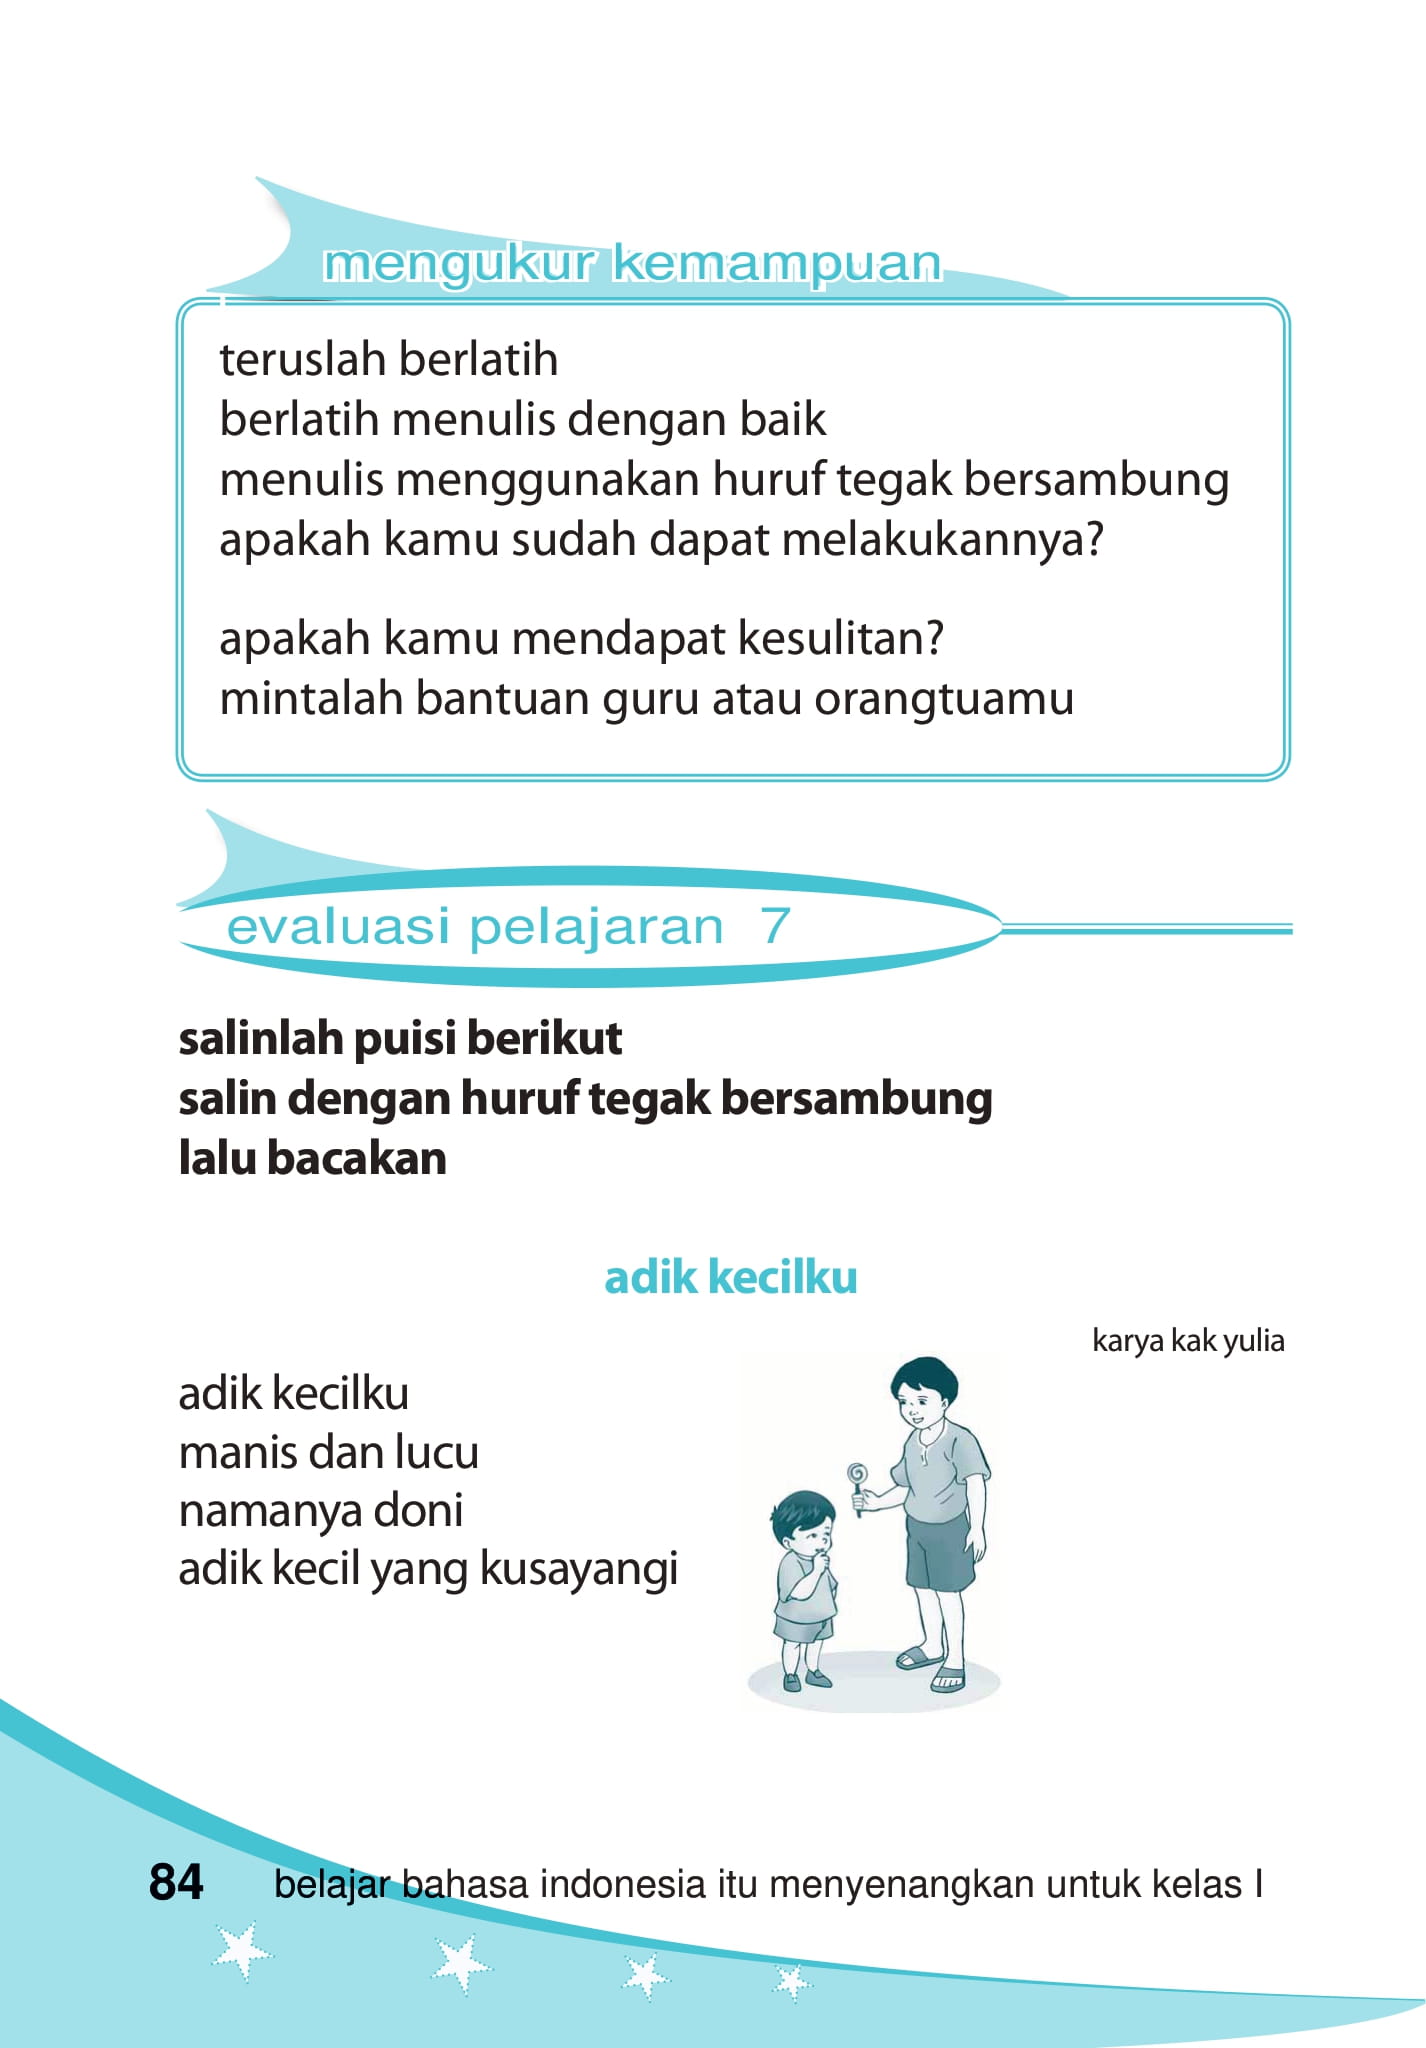 mengukur kemampuan
teruslah berlatih
berlatih menulis dengan baik
menulis menggunakan huruf tegak bersambung
apakah kamu sudah dapat melakukannya?
apakah kamu mendapat kesulitan?
mintalah bantuan guru atau orangtuamu
evaluasi pelajaran 7
salinlah puisi berikut
salin dengan huruf tegak bersambung
lalu bacakan
adik kecilku
karya kak yulia
adik kecilku
manis dan lucu
namanya doni
adik kecil yang kusayangi
84 belajar bahasa indonesia itu menyenangkan untuk kelas I